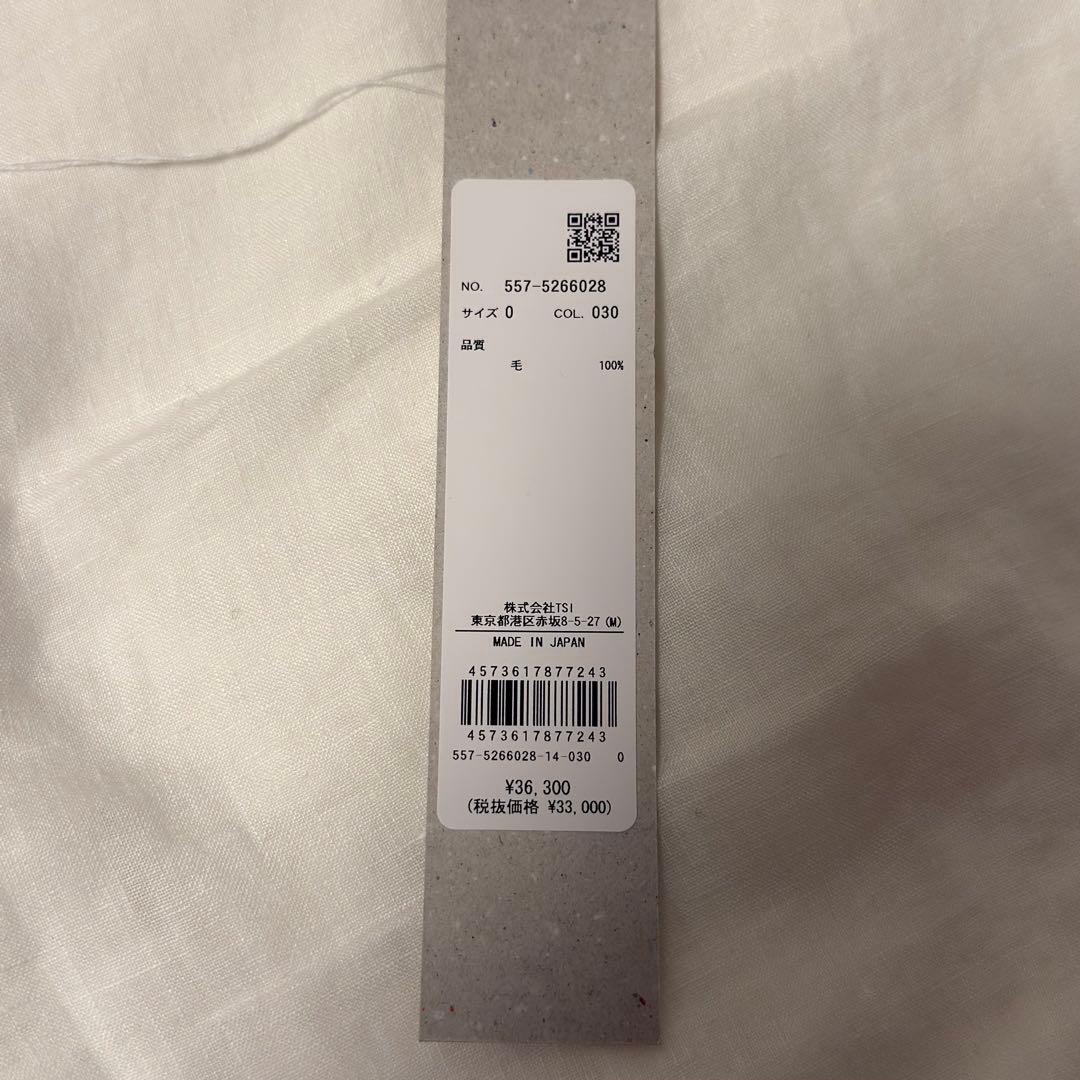 NO. 557-5266028
サイズ 0 COL. 030
品質
毛 100%
株式会社TSI
東京都港区赤坂8-5-27 (M)
MADE IN JAPAN
4573617877243
4573617877243
557-5266028-14-030 0
¥36,300
(税抜価格 ¥33,000)